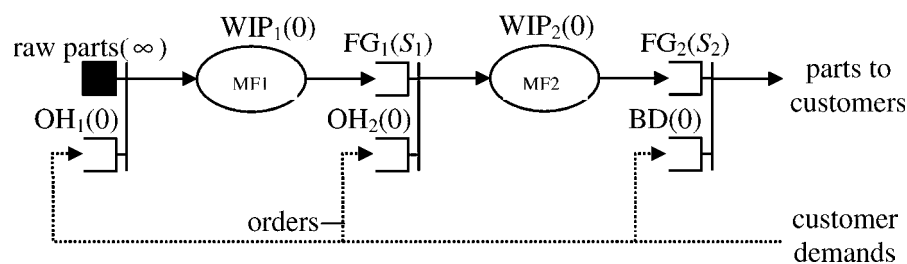 WIP₁(0)
WIP₂(0)
raw parts(∞)
FG₁(S₁)
FG₂(S₂)
MF1
MF2
parts to
customers
OH₁(0)
OH₂(0)
BD(0)
orders
customer
demands